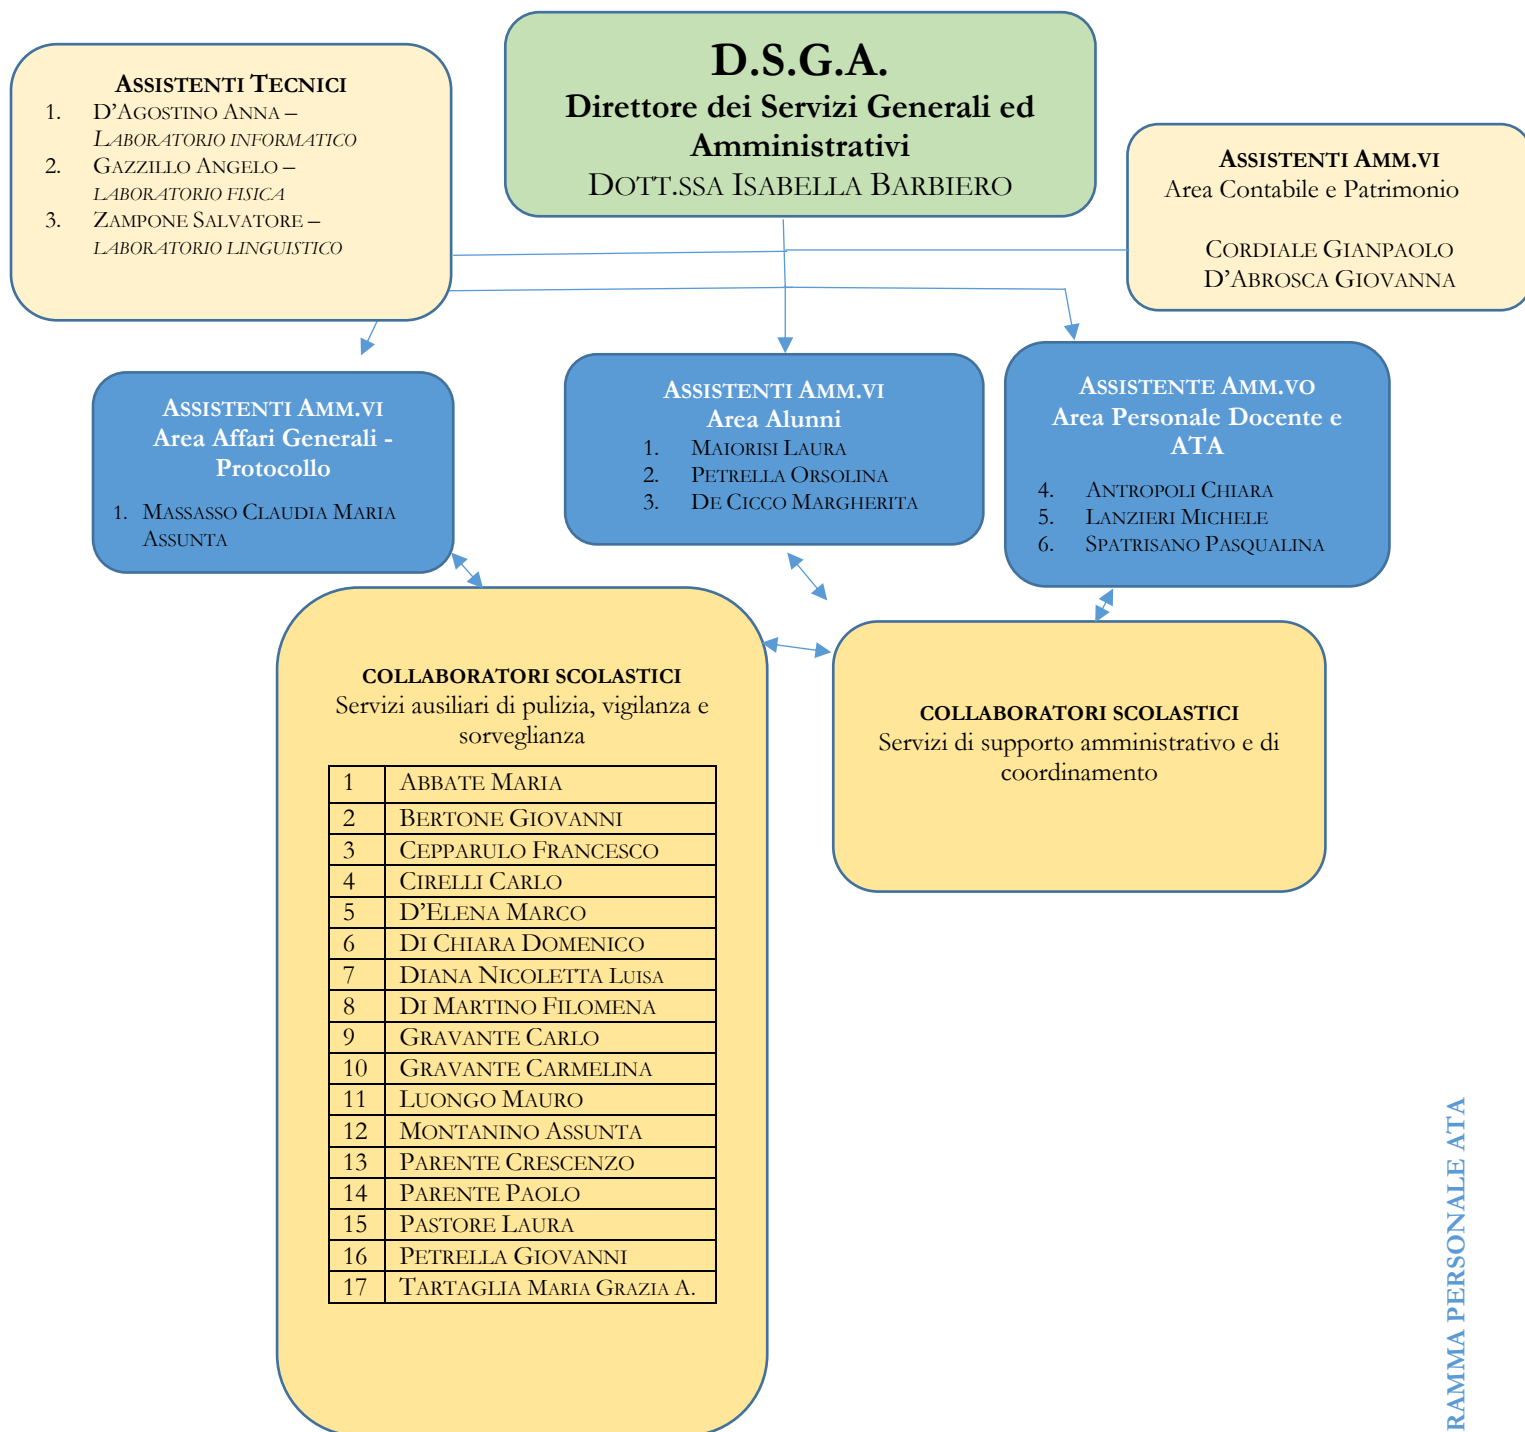 D.S.G.A.
Direttore dei Servizi Generali ed
Amministrativi
DOTT.SSA ISABELLA BARBIERO
ASSISTENTI TECNICI
1. D'AGOSTINO ANNA –
LABORATORIO INFORMATICO
2. GAZZILLO ANGELO –
LABORATORIO FISICA
3. ZAMPONE SALVATORE –
LABORATORIO LINGUISTICO
ASSISTENTI AMM.VI
Area Contabile e Patrimonio
CORDIALE GIANPAOLO
D'ABROSCA GIOVANNA
ASSISTENTI AMM.VI
Area Affari Generali -
Protocollo
1. MASSASSO CLAUDIA MARIA
ASSUNTA
ASSISTENTI AMM.VI
Area Alunni
1. MAIORISI LAURA
2. PETRELLA ORSOLINA
3. DE CICCO MARGHERITA
ASSISTENTE AMM.VO
Area Personale Docente e
ATA
4. ANTROPOLI CHIARA
5. LANZIERI MICHELE
6. SPATRISANO PASQUALINA
COLLABORATORI SCOLASTICI
Servizi ausiliari di pulizia, vigilanza e
sorveglianza
1 ABBATE MARIA
2 BERTONE GIOVANNI
3 CEPPARULO FRANCESCO
4 CIRELLI CARLO
5 D'ELENA MARCO
6 DI CHIARA DOMENICO
7 DIANA NICOLETTA LUISA
8 DI MARTINO FILOMENA
9 GRAVANTE CARLO
10 GRAVANTE CARMELINA
11 LUONGO MAURO
12 MONTANINO ASSUNTA
13 PARENTE CRESCENZO
14 PARENTE PAOLO
15 PASTORE LAURA
16 PETRELLA GIOVANNI
17 TARTAGLIA MARIA GRAZIA A.
COLLABORATORI SCOLASTICI
Servizi di supporto amministrativo e di
coordinamento
RAMMA PERSONALE ATA